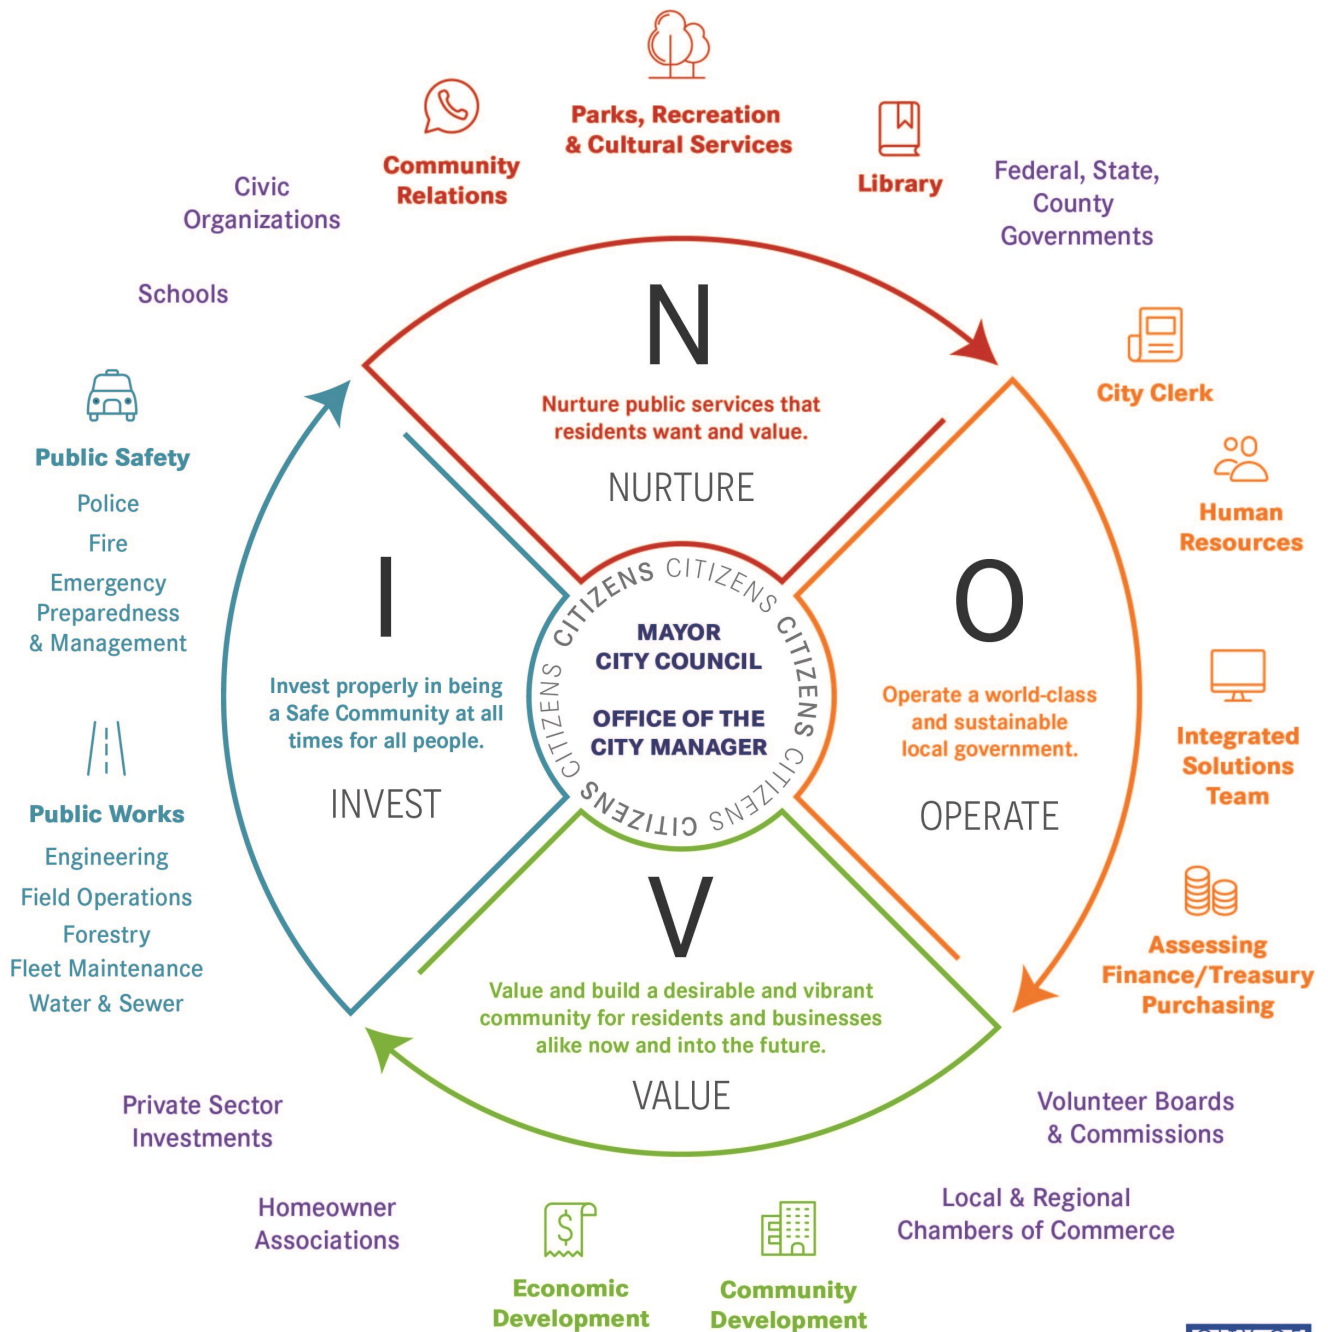 Parks, Recreation
& Cultural Services
Community
Relations
Library
Civic
Organizations
Federal, State,
County
Governments
Schools
City Clerk
Human
Resources
Integrated
Solutions
Team
Assessing
Finance/Treasury
Purchasing
Public Safety
Police
Fire
Emergency
Preparedness
& Management
Public Works
Engineering
Field Operations
Forestry
Fleet Maintenance
Water & Sewer
N
Nurture public services that
residents want and value.
NURTURE
O
Operate a world-class
and sustainable
local government.
OPERATE
V
Value and build a desirable and vibrant
community for residents and businesses
alike now and into the future.
VALUE
I
Invest properly in being
a Safe Community at all
times for all people.
INVEST
CITIZENS CITIZENS CITIZENS CITIZENS CITIZENS CITIZENS
MAYOR
CITY COUNCIL
OFFICE OF THE
CITY MANAGER
Private Sector
Investments
Homeowner
Associations
Volunteer Boards
& Commissions
Local & Regional
Chambers of Commerce
Economic
Development
Community
Development